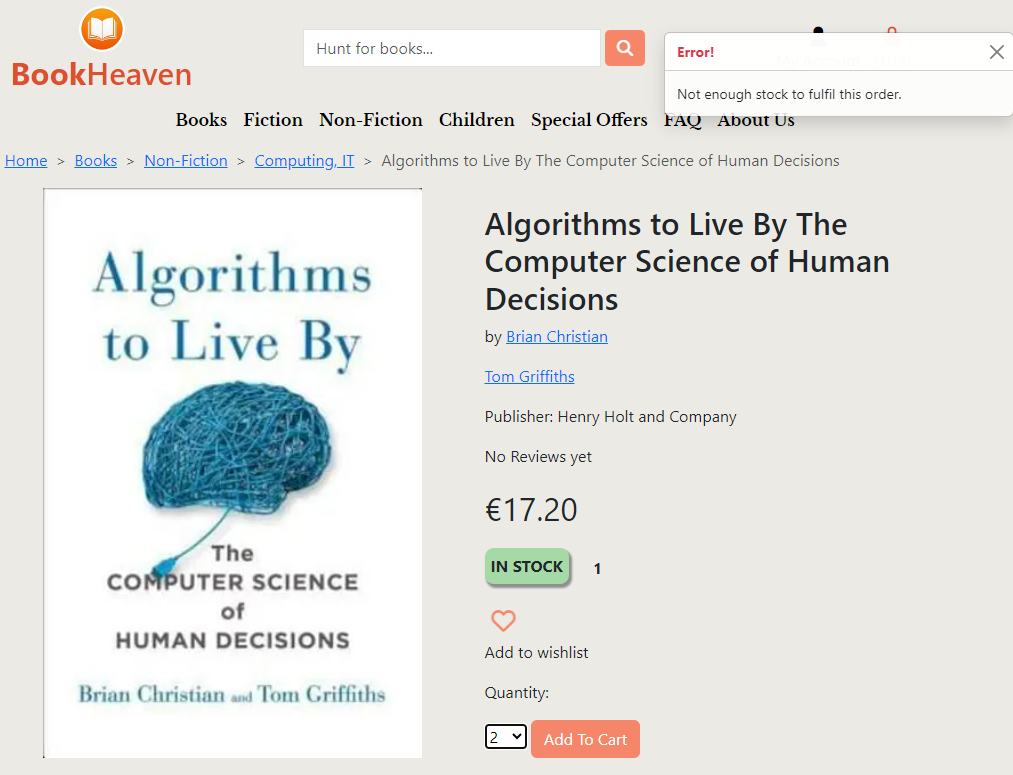 BookHeaven
Hunt for books...
Error!
Not enough stock to fulfil this order.
Books Fiction Non-Fiction Children Special Offers FAQ About Us
Home > Books > Non-Fiction > Computing, IT > Algorithms to Live By The Computer Science of Human Decisions
Algorithms
to Live By
The
COMPUTER SCIENCE
of
HUMAN DECISIONS
Brian Christian and Tom Griffiths
Algorithms to Live By The
Computer Science of Human
Decisions
by Brian Christian
Tom Griffiths
Publisher: Henry Holt and Company
No Reviews yet
€17.20
IN STOCK 1
Add to wishlist
Quantity:
2 Add To Cart